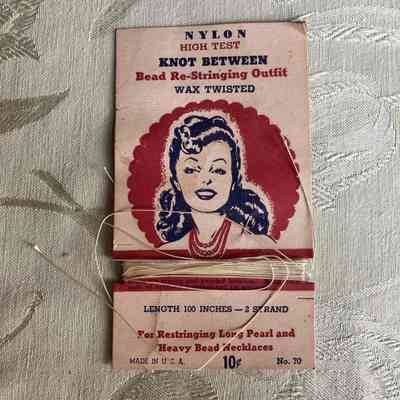 NYLON
HIGH TEST
KNOT BETWEEN
Bead Re-Stringing Outfit
WAX TWISTED
LENGTH 100 INCHES — 2 STRAND
For Restringing Long Pearl and
Heavy Bead Necklaces
MADE IN U.S.A. 10¢ No. 70